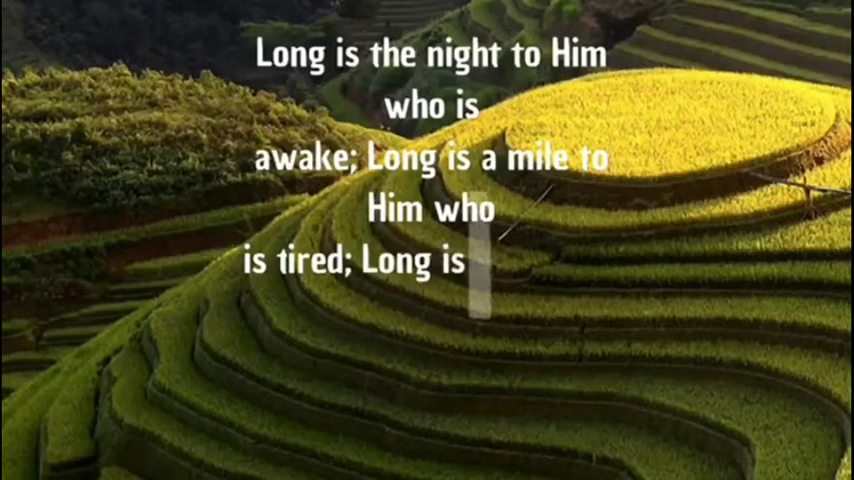 Long is the night to Him
who is
awake; Long is a mile to
Him who
is tired; Long is